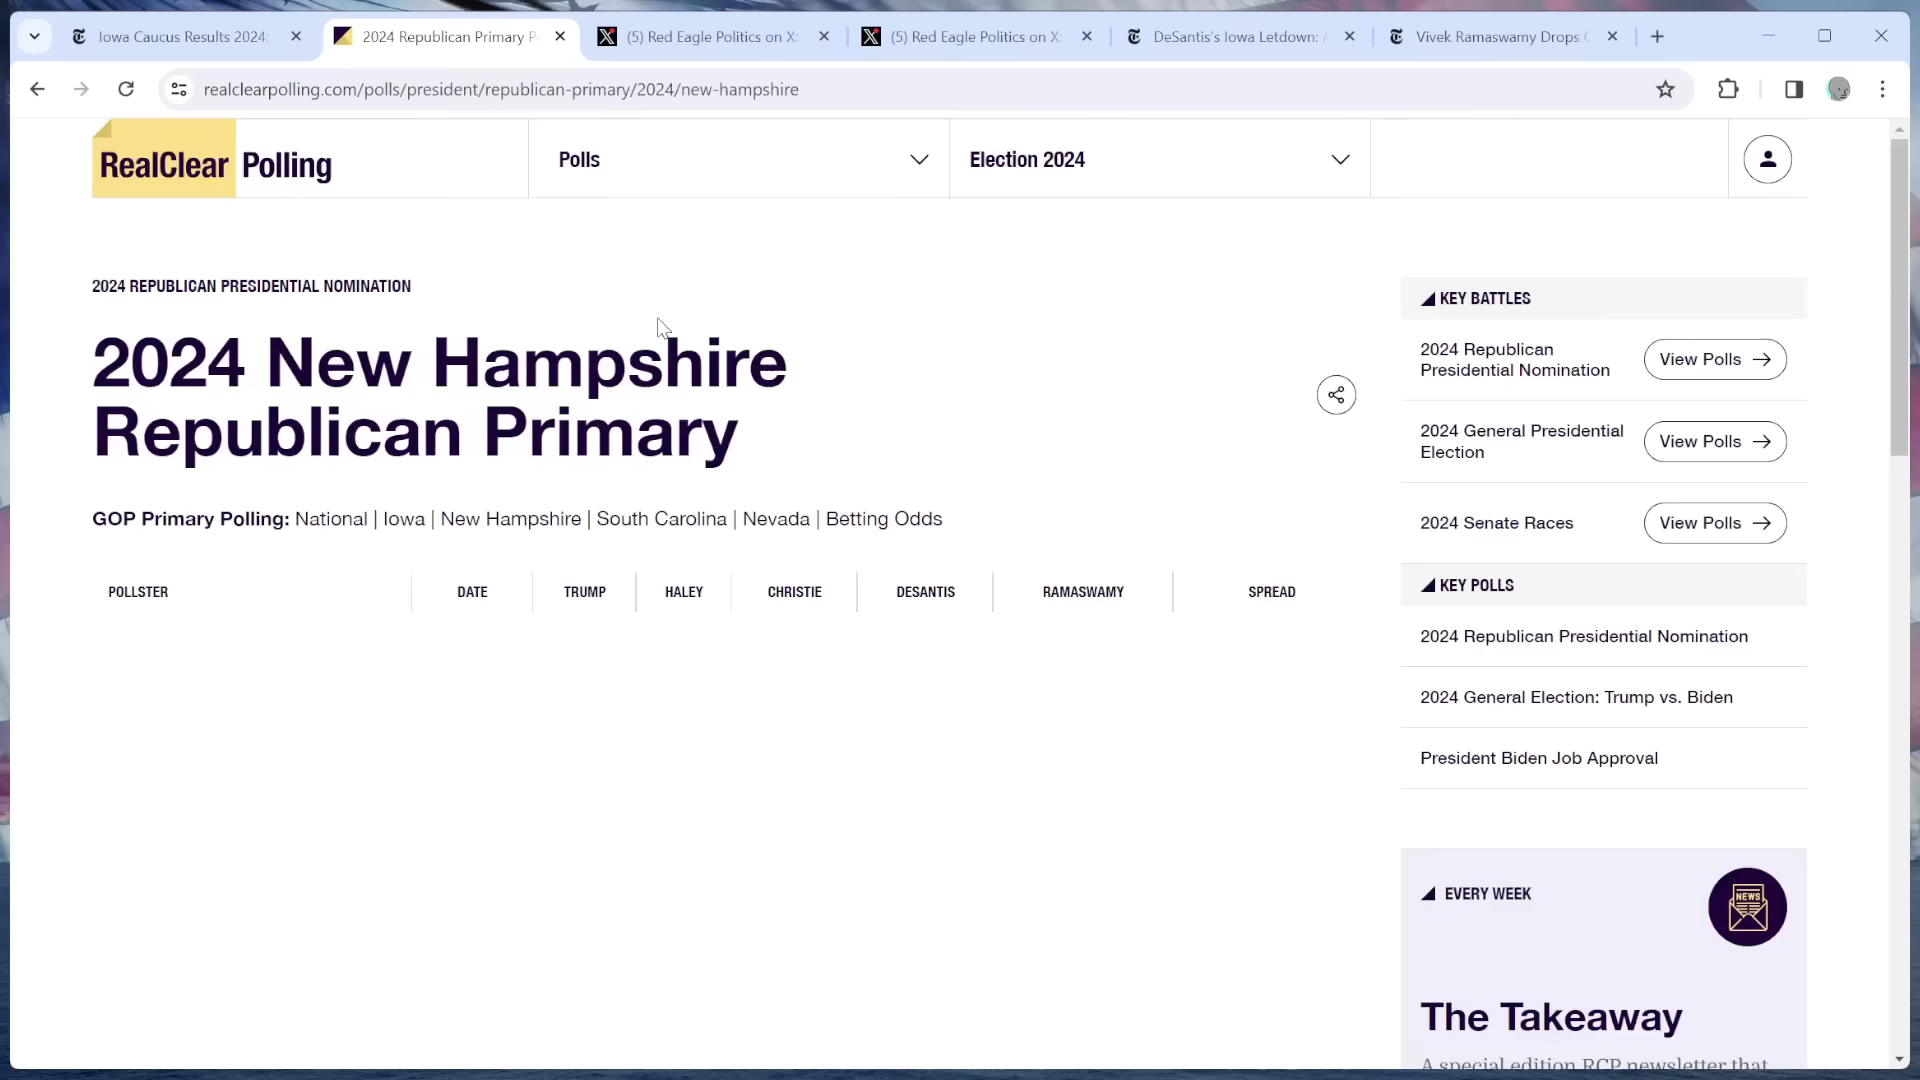 Iowa Caucus Results 2024:
2024 Republican Primary P
(5) Red Eagle Politics on X:
(5) Red Eagle Politics on X:
DeSantis's Iowa Letdown: A
Vivek Ramaswamy Drops O
realclearpolling.com/polls/president/republican-primary/2024/new-hampshire
RealClear Polling
Polls
Election 2024
2024 REPUBLICAN PRESIDENTIAL NOMINATION
2024 New Hampshire
Republican Primary
GOP Primary Polling: National | Iowa | New Hampshire | South Carolina | Nevada | Betting Odds
POLLSTER
DATE
TRUMP
HALEY
CHRISTIE
DESANTIS
RAMASWAMY
SPREAD
KEY BATTLES
2024 Republican
Presidential Nomination
View Polls
2024 General Presidential
Election
View Polls
2024 Senate Races
View Polls
KEY POLLS
2024 Republican Presidential Nomination
2024 General Election: Trump vs. Biden
President Biden Job Approval
EVERY WEEK
NEWS
The Takeaway
A special edition RCP newsletter that